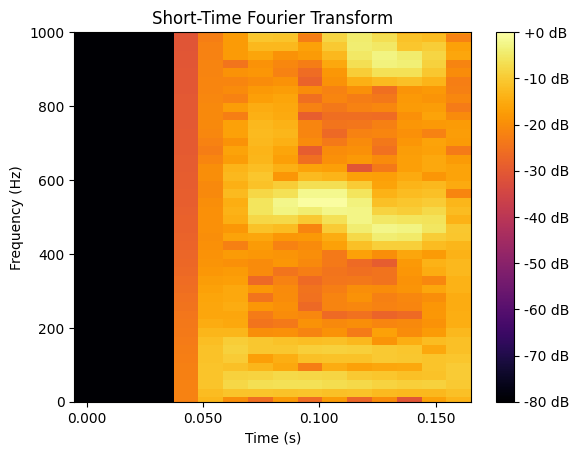 Short-Time Fourier Transform
Frequency (Hz)
1000
800
600
400
200
0
0.000 0.050 0.100 0.150
Time (s)
+0 dB
-10 dB
-20 dB
-30 dB
-40 dB
-50 dB
-60 dB
-70 dB
-80 dB